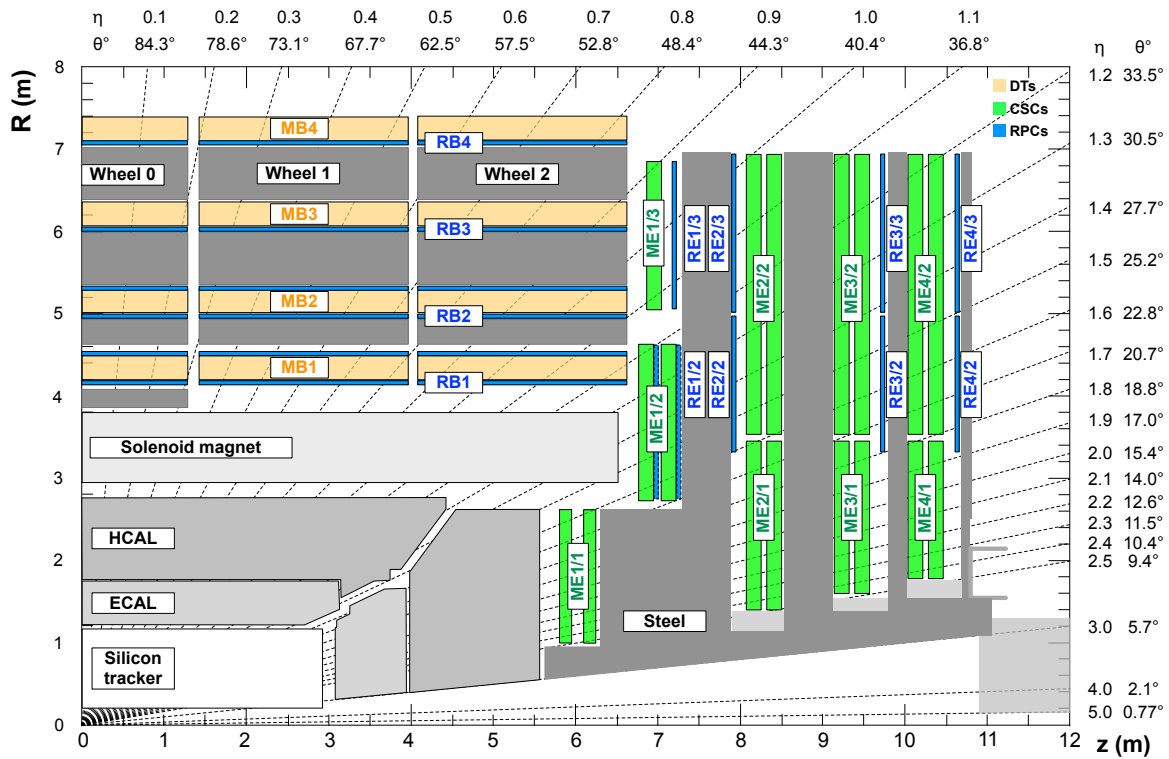 η 0.1 0.2 0.3 0.4 0.5 0.6 0.7 0.8 0.9 1.0 1.1
θ° 84.3° 78.6° 73.1° 67.7° 62.5° 57.5° 52.8° 48.4° 44.3° 40.4° 36.8° η θ°
R (m)
8
7
6
5
4
3
2
1
0
1.2 33.5°
1.3 30.5°
1.4 27.7°
1.5 25.2°
1.6 22.8°
1.7 20.7°
1.8 18.8°
1.9 17.0°
2.0 15.4°
2.1 14.0°
2.2 12.6°
2.3 11.5°
2.4 10.4°
2.5 9.4°
3.0 5.7°
4.0 2.1°
5.0 0.77°
DTs
CSCs
RPCs
MB4
RB4
Wheel 0 Wheel 1 Wheel 2
MB3
RB3
MB2
RB2
MB1
RB1
Solenoid magnet
HCAL
ECAL
Silicon
tracker
Steel
ME1/3
RE1/3
RE2/3
ME2/2
ME3/2
RE3/3
ME4/2
RE4/3
ME1/2
RE1/2
RE2/2
RE3/2
RE4/2
ME1/1
ME2/1
ME3/1
ME4/1
0 1 2 3 4 5 6 7 8 9 10 11 12 z (m)